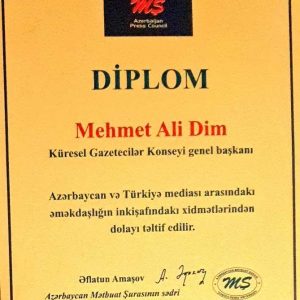 MS
Azerbaijan
Press Council
DİPLOM
Mehmet Ali Dim
Küresel Gazetecilər Konseyi genel başkanı
Azərbaycan və Türkiyə mediası arasındakı
əməkdaşlığın inkişafındakı xidmətlərindən
dolayı təltif edilir.
Əflatun Amaşov
Azərbaycan Mətbuat Şurasının sədri
MS